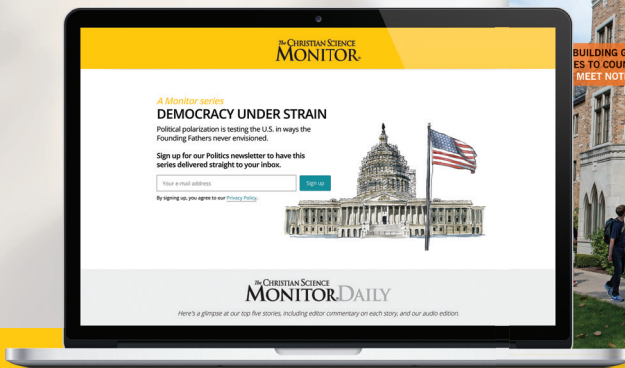 The CHRISTIAN SCIENCE
MONITOR®
A Monitor series
DEMOCRACY UNDER STRAIN
Political polarization is testing the U.S. in ways the
Founding Fathers never envisioned.
Sign up for our Politics newsletter to have this
series delivered straight to your inbox.
Your e-mail address
Sign up
By signing up, you agree to our Privacy Policy.
The CHRISTIAN SCIENCE
MONITOR DAILY
Here's a glimpse at our top five stories, including editor commentary on each story, and our audio edition.
BUILDING
ES TO COUN
MEET NOT